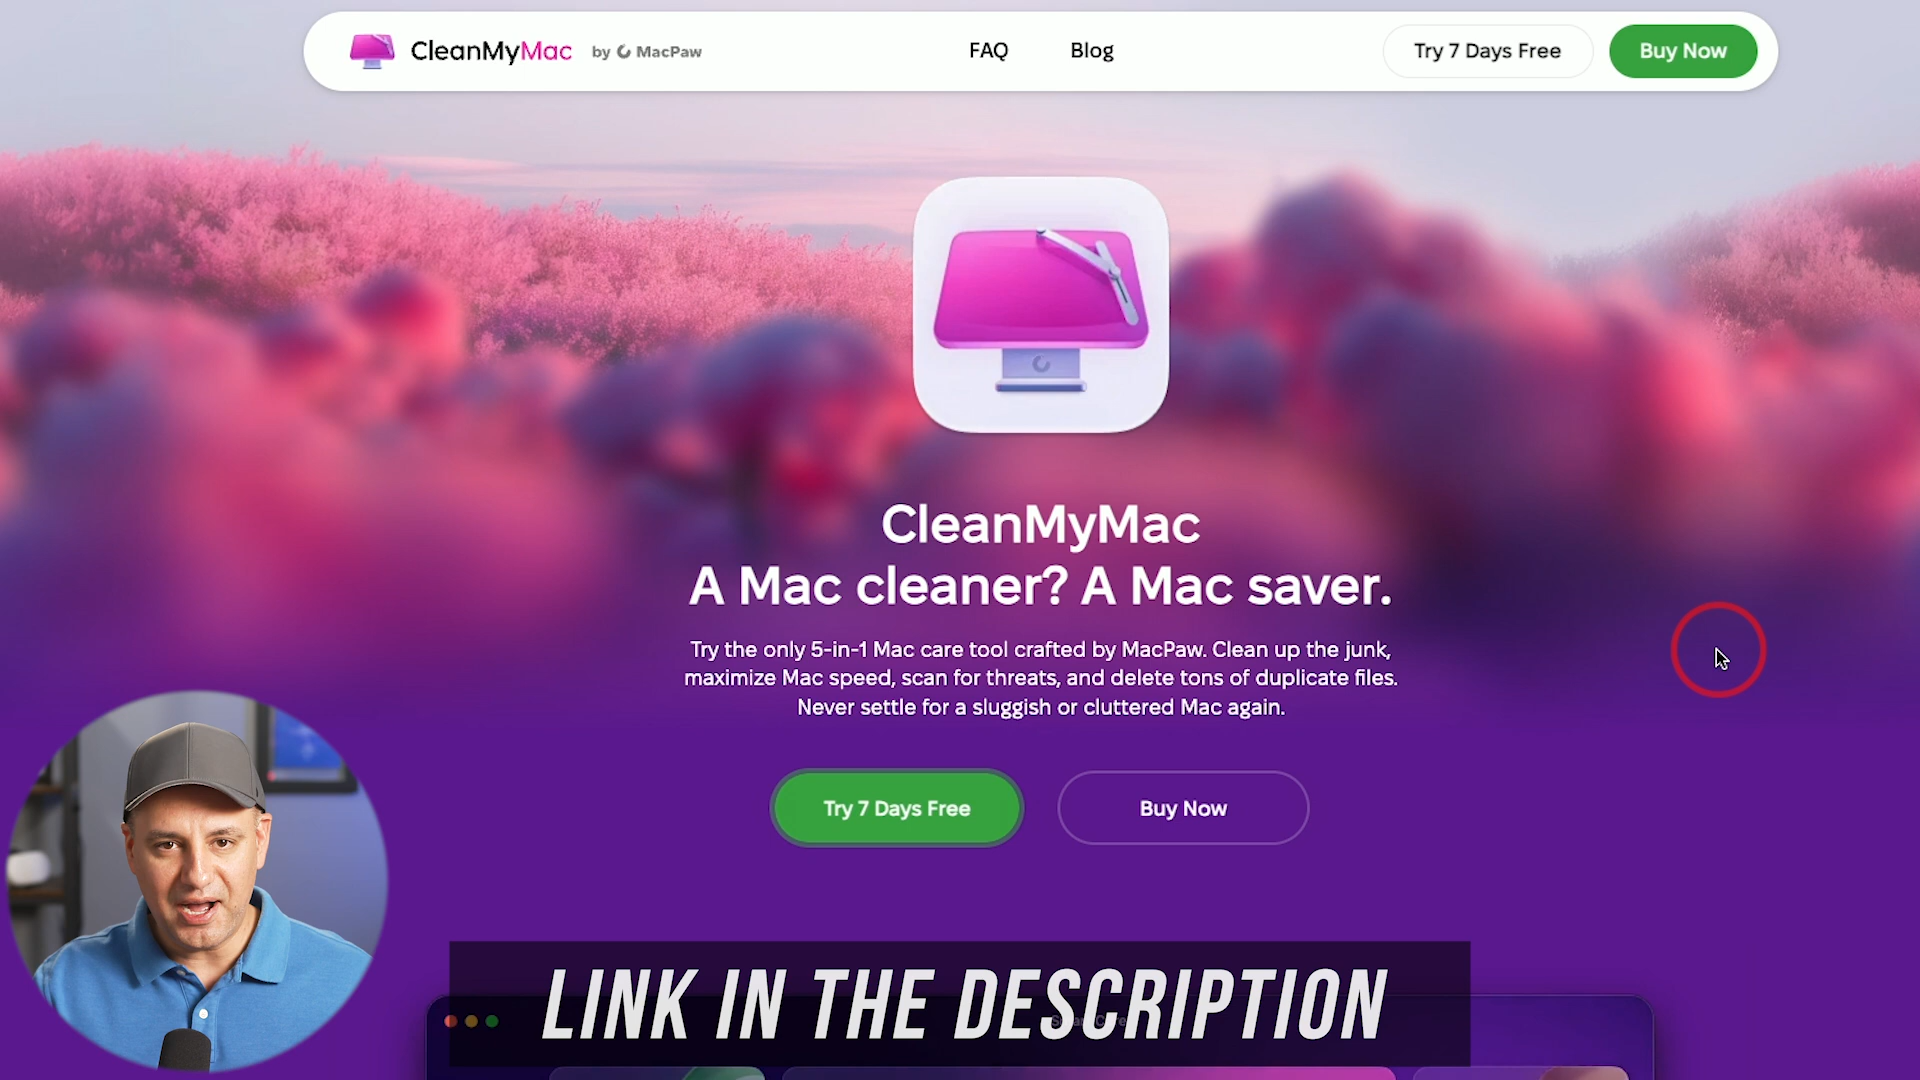 CleanMyMac by MacPaw
FAQ
Blog
Try 7 Days Free
Buy Now
CleanMyMac
A Mac cleaner? A Mac saver.
Try the only 5-in-1 Mac care tool crafted by MacPaw. Clean up the junk,
maximize Mac speed, scan for threats, and delete tons of duplicate files.
Never settle for a sluggish or cluttered Mac again.
Try 7 Days Free
Buy Now
LINK IN THE DESCRIPTION